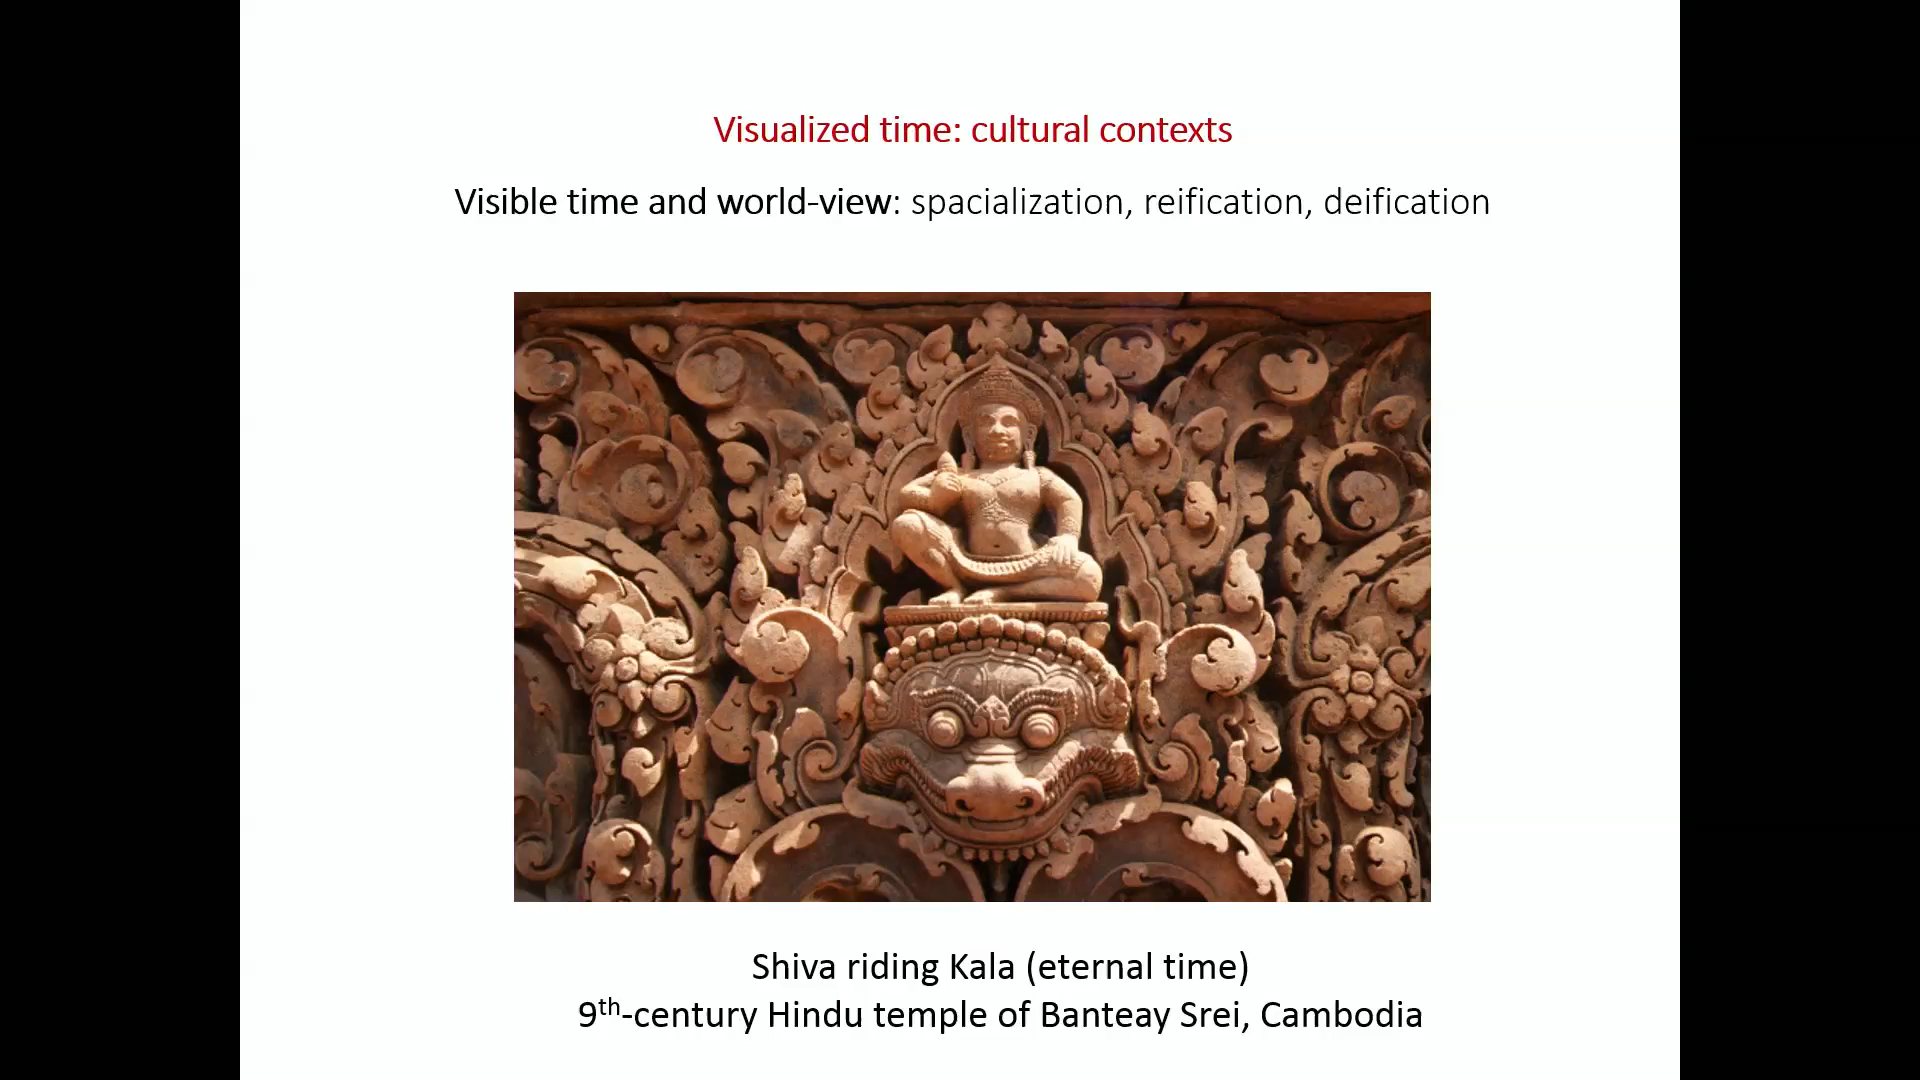 Visualized time: cultural contexts
Visible time and world-view: spacialization, reification, deification
Shiva riding Kala (eternal time)
9th-century Hindu temple of Banteay Srei, Cambodia